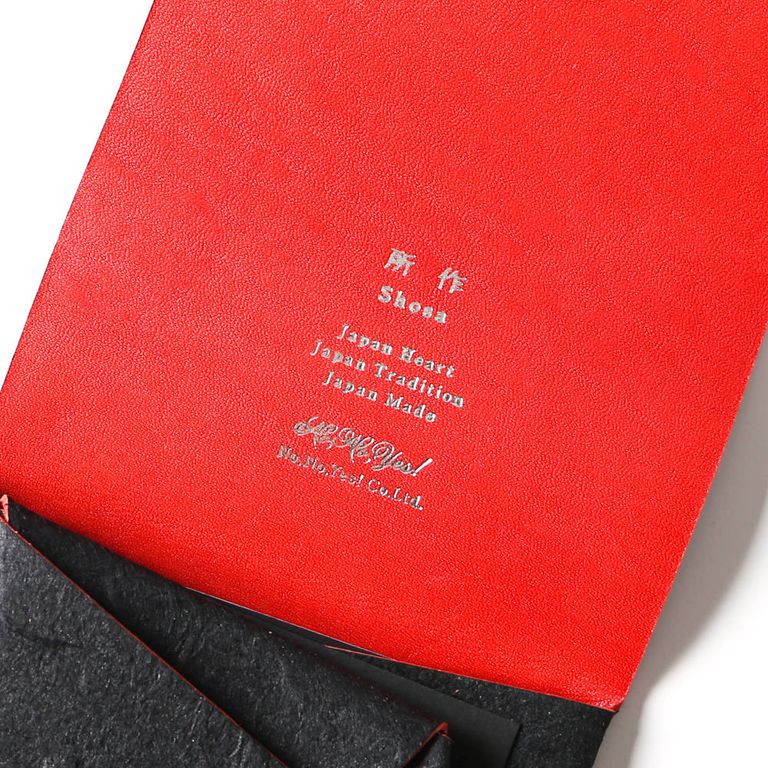 所作
Shosa
Japan Heart
Japan Tradition
Japan Made
No,No,Yes!
No,No,Yes! Co.Ltd.